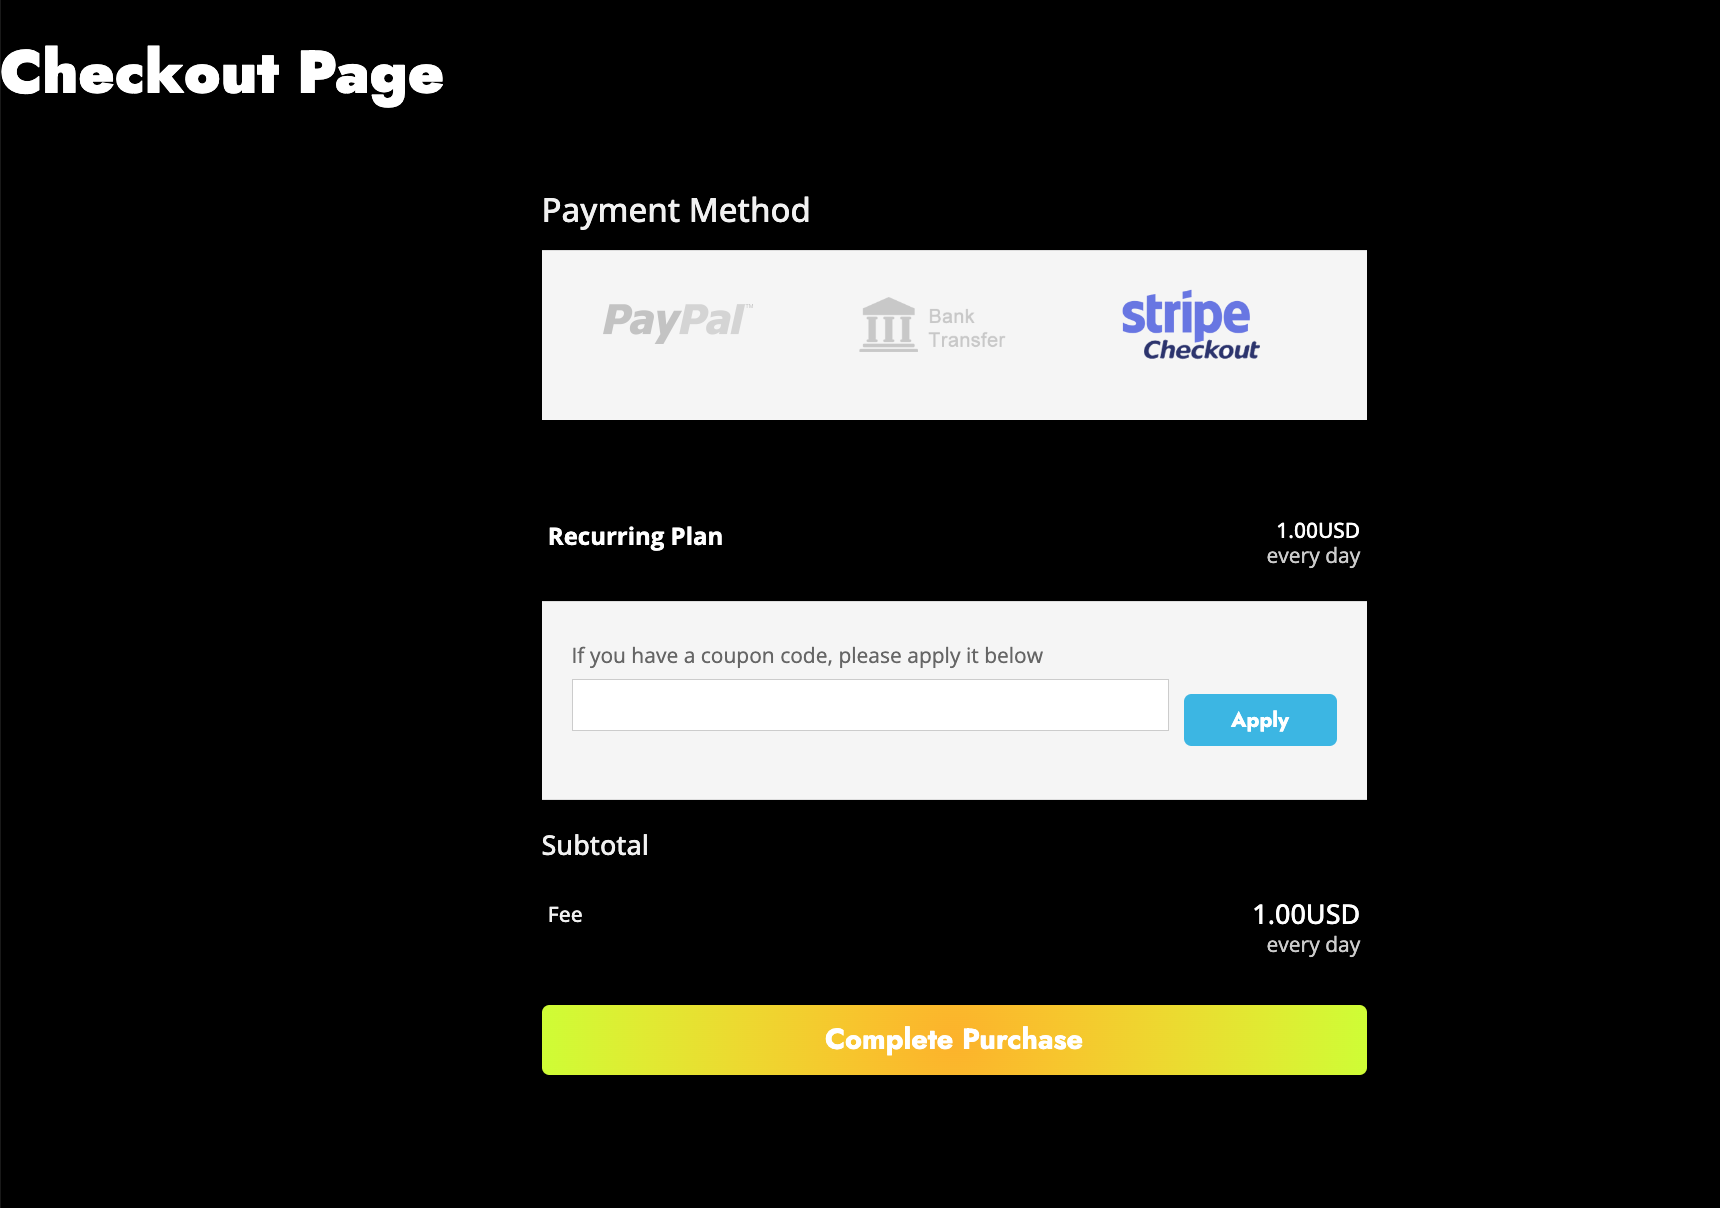 Checkout Page
Payment Method
PayPal™
Bank
Transfer
stripe
Checkout
Recurring Plan
1.00USD
every day
If you have a coupon code, please apply it below
Apply
Subtotal
Fee
1.00USD
every day
Complete Purchase